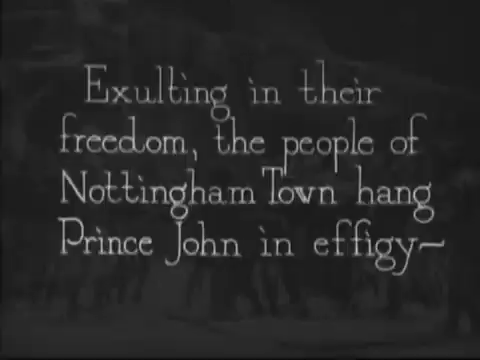 Exulting in their
freedom, the people of
Nottingham Town hang
Prince John in effigy—